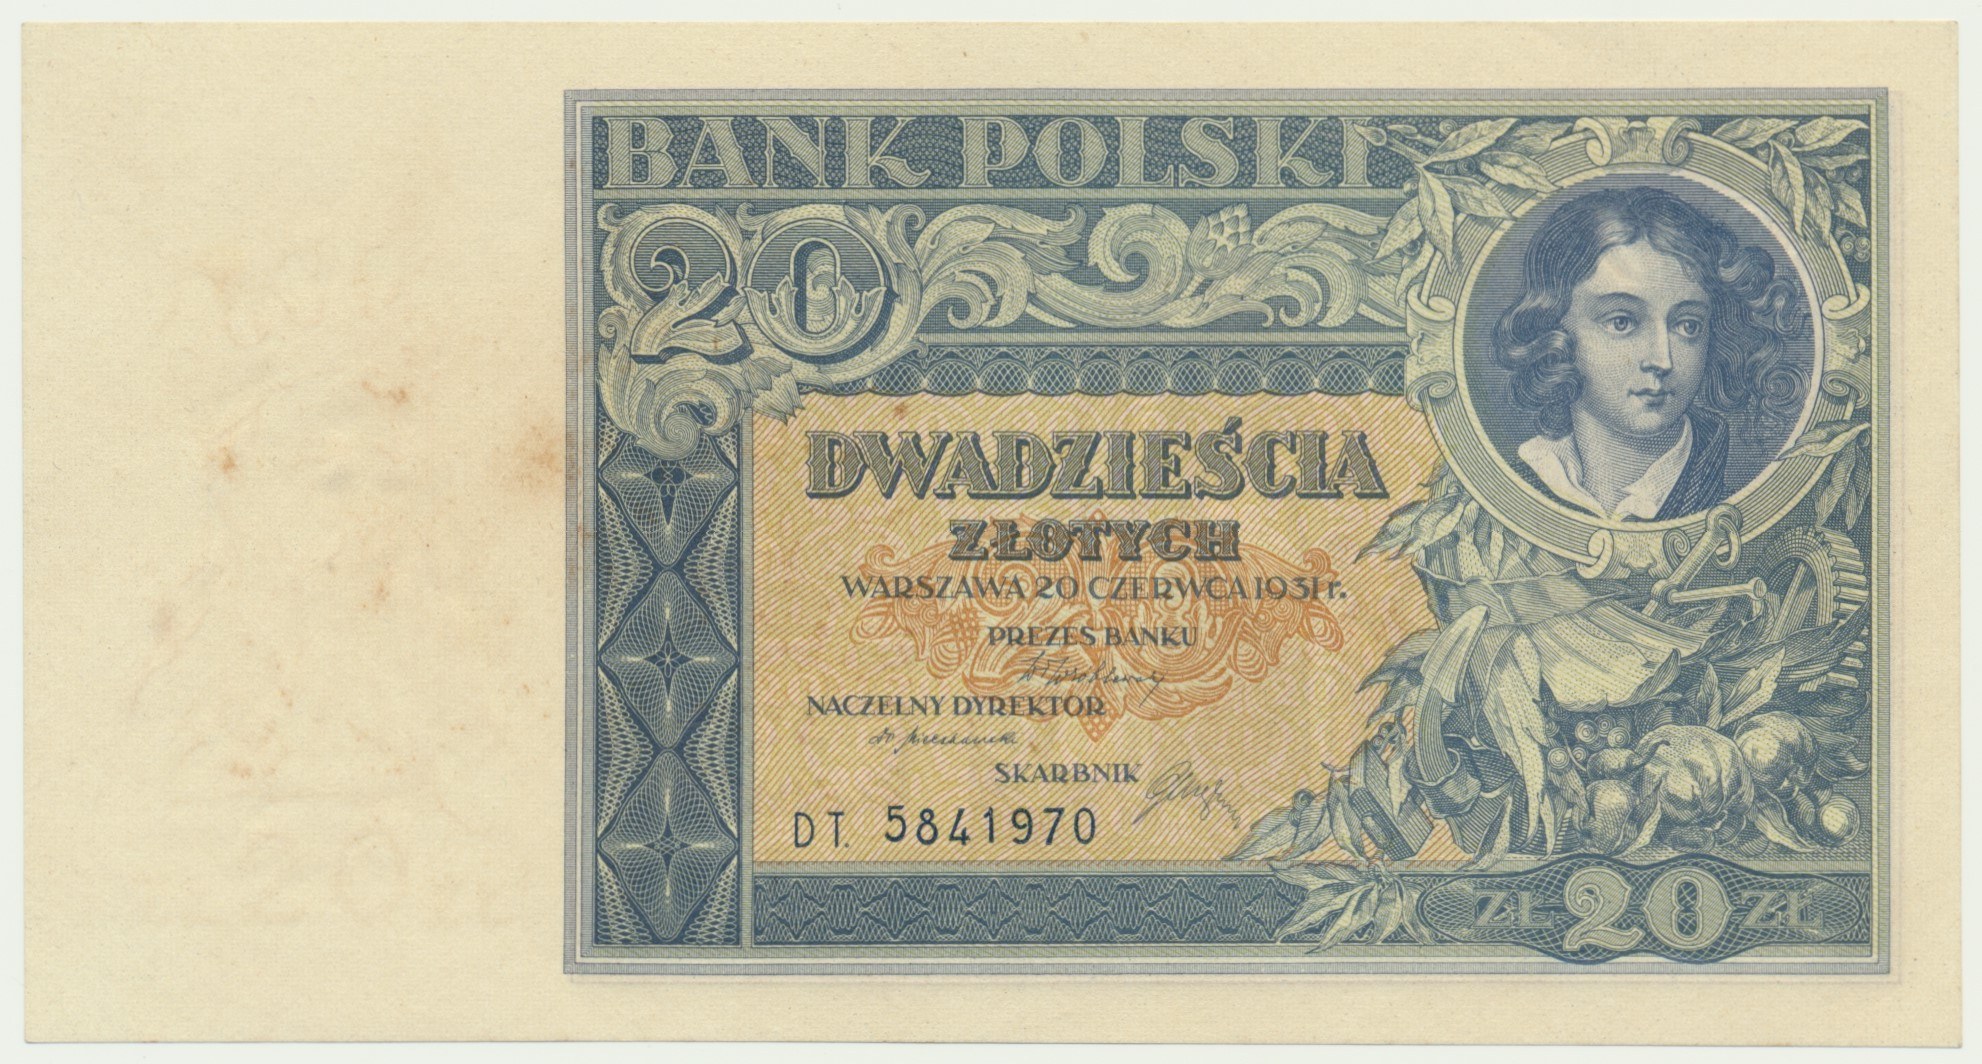 BANK POLSKI
20
DWADZIEŚCIA
ZŁOTYCH
WARSZAWA 20 CZERWCA 1931 r.
PREZES BANKU
NACZELNY DYREKTOR
SKARBNIK
DT. 5841970
ZŁ 20 ZŁ